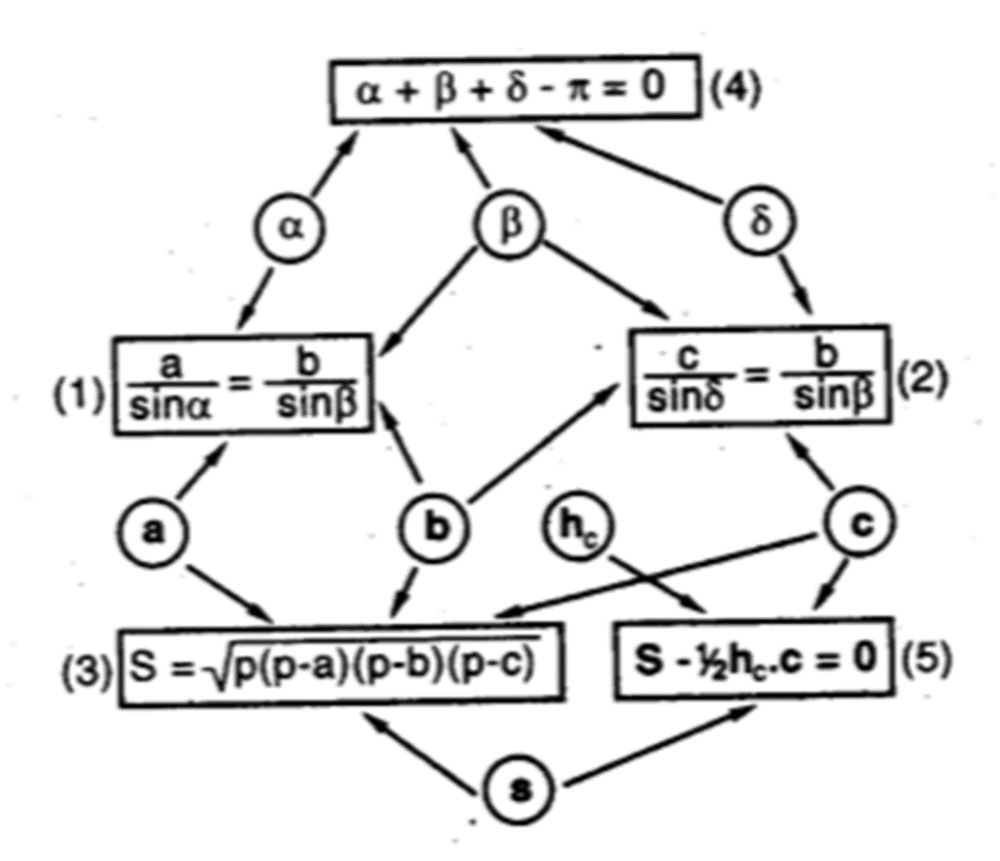 α + β + δ - π = 0 (4)
α
β
δ
(1) a/sinα = b/sinβ
c/sinδ = b/sinβ (2)
a
b
h_c
c
(3) S = √p(p-a)(p-b)(p-c)
S - ½h_c.c = 0 (5)
s